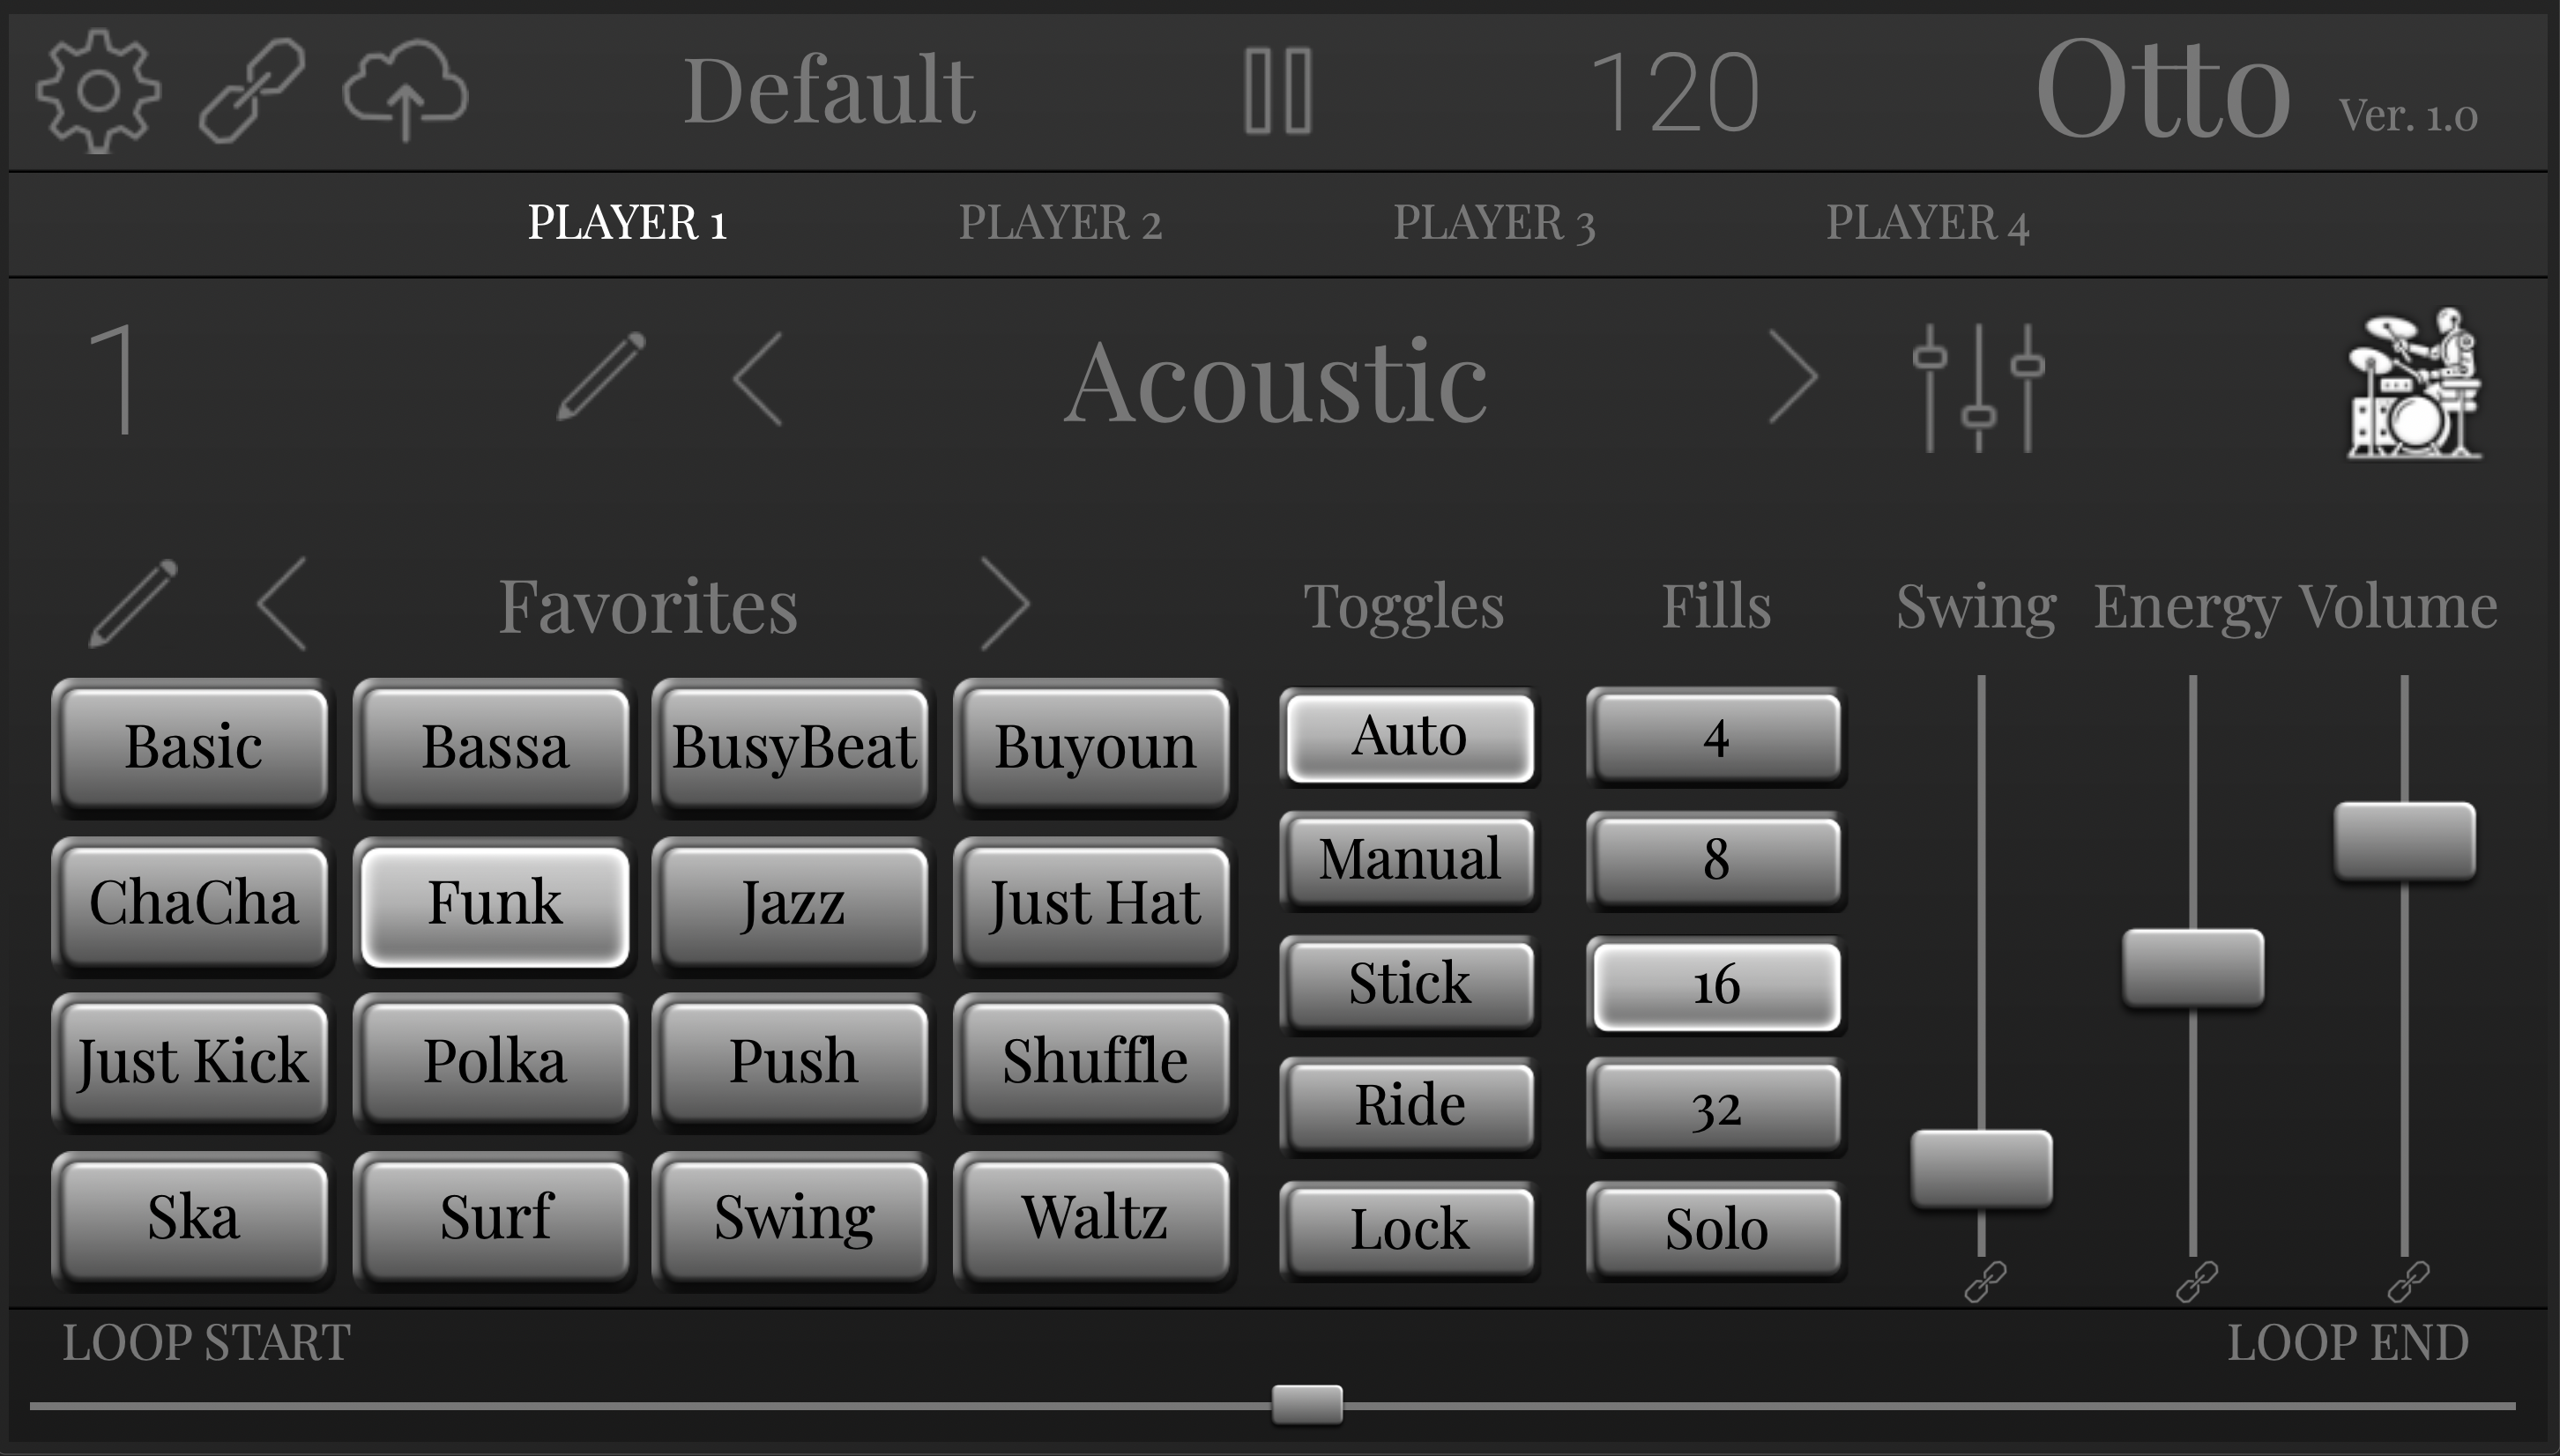 Default 120 Otto Ver. 1.0
PLAYER 1 PLAYER 2 PLAYER 3 PLAYER 4
1 Acoustic
Favorites Toggles Fills Swing Energy Volume
Basic Bassa BusyBeat Buyoun Auto 4
Manual 8
ChaCha Funk Jazz Just Hat
Stick 16
Just Kick Polka Push Shuffle Ride 32
Ska Surf Swing Waltz Lock Solo
LOOP START LOOP END